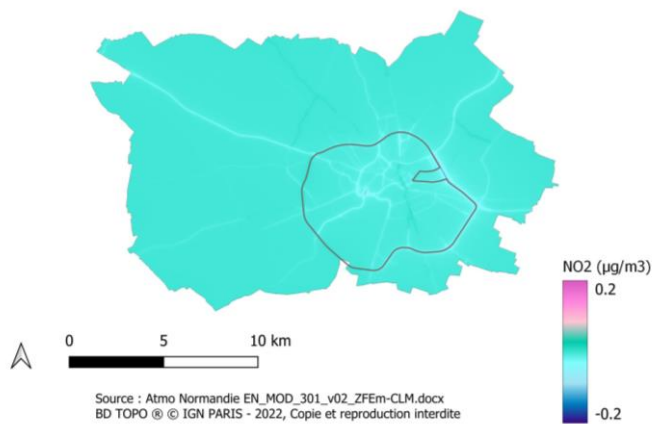 NO2 (µg/m3)
0.2
-0.2
0 5 10 km
Source : Atmo Normandie EN_MOD_301_v02_ZFEm-CLM.docx
BD TOPO ® © IGN PARIS - 2022, Copie et reproduction interdite